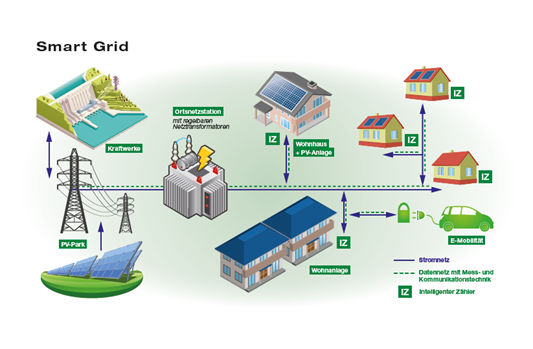 Smart Grid
Ortsnetzstation
mit regelbaren
Netztransformatoren
Kraftwerke
IZ
Wohnhaus
+ PV-Anlage
IZ
IZ
IZ
PV-Park
IZ
Wohnanlage
E-Mobilität
Stromnetz
Datennetz mit Mess- und
Kommunikationstechnik
IZ Intelligenter Zähler